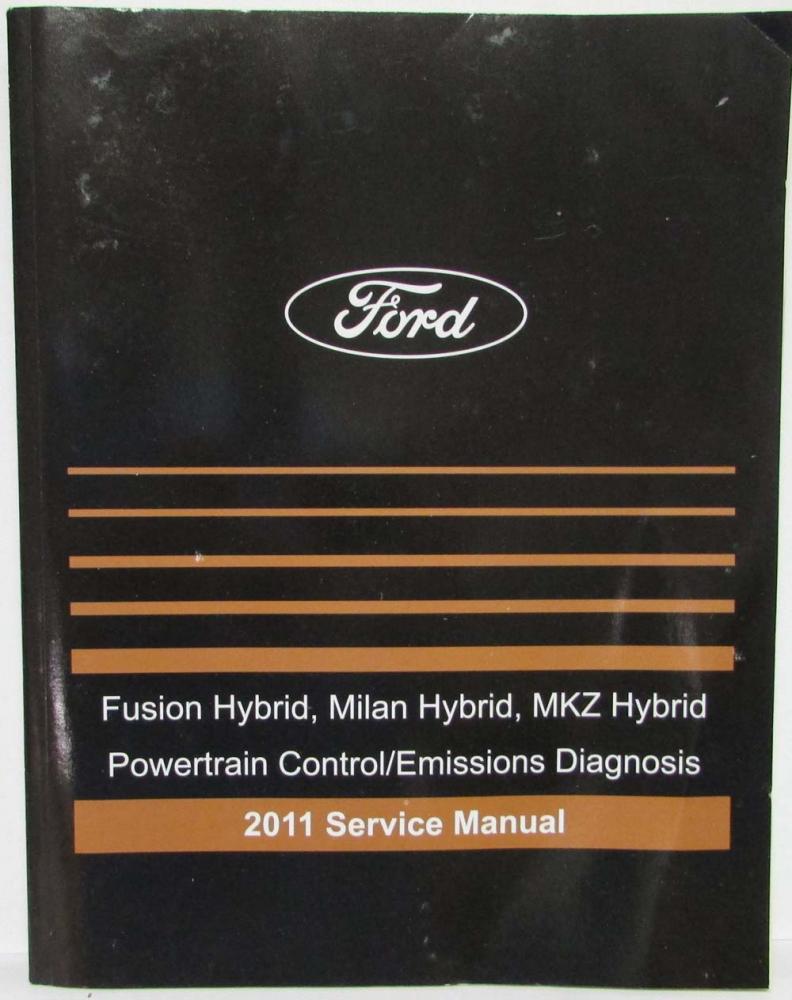 Ford
Fusion Hybrid, Milan Hybrid, MKZ Hybrid
Powertrain Control/Emissions Diagnosis
2011 Service Manual